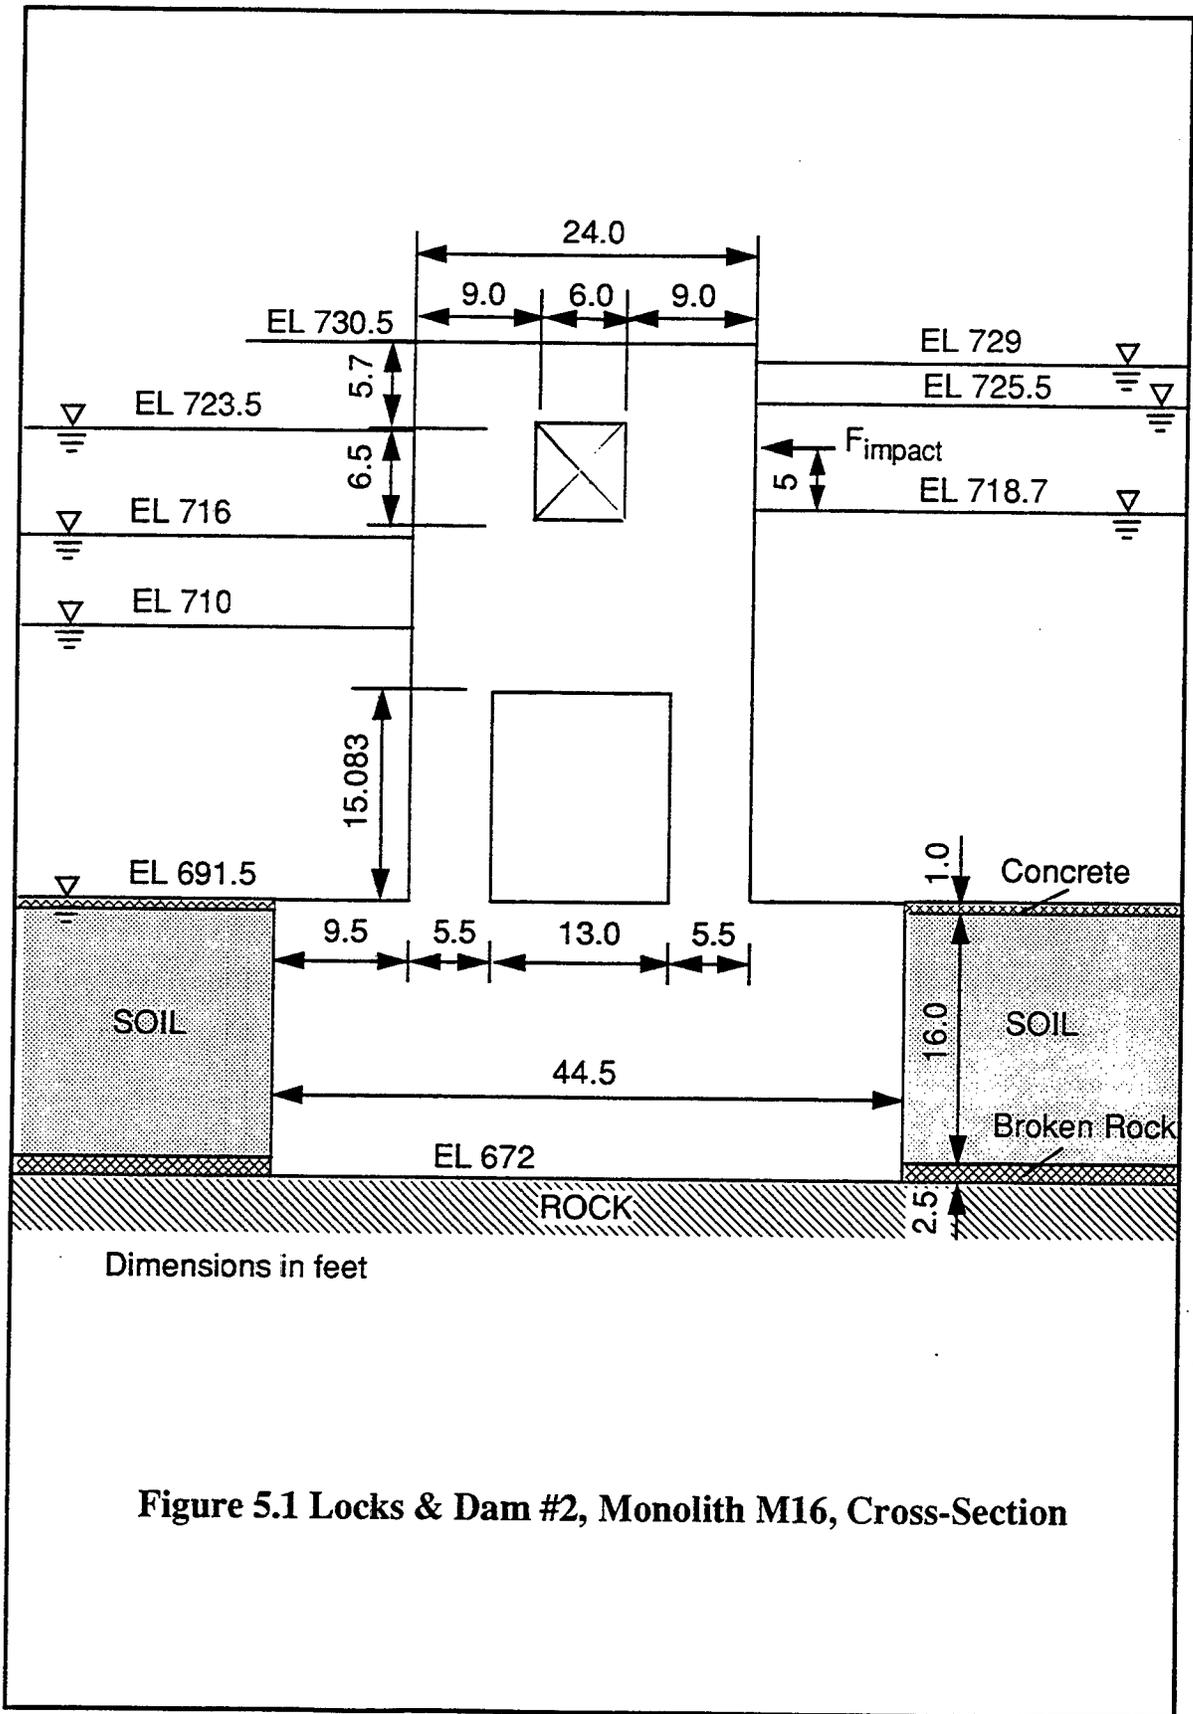 24.0
9.0 6.0 9.0
EL 730.5
EL 729
5.7
EL 723.5
EL 725.5
6.5
Fimpact
5
EL 716
EL 718.7
EL 710
15.083
EL 691.5
1.0
Concrete
9.5 5.5 13.0 5.5
SOIL
SOIL
16.0
44.5
Broken Rock
EL 672
ROCK
2.5
Dimensions in feet
Figure 5.1 Locks & Dam #2, Monolith M16, Cross-Section